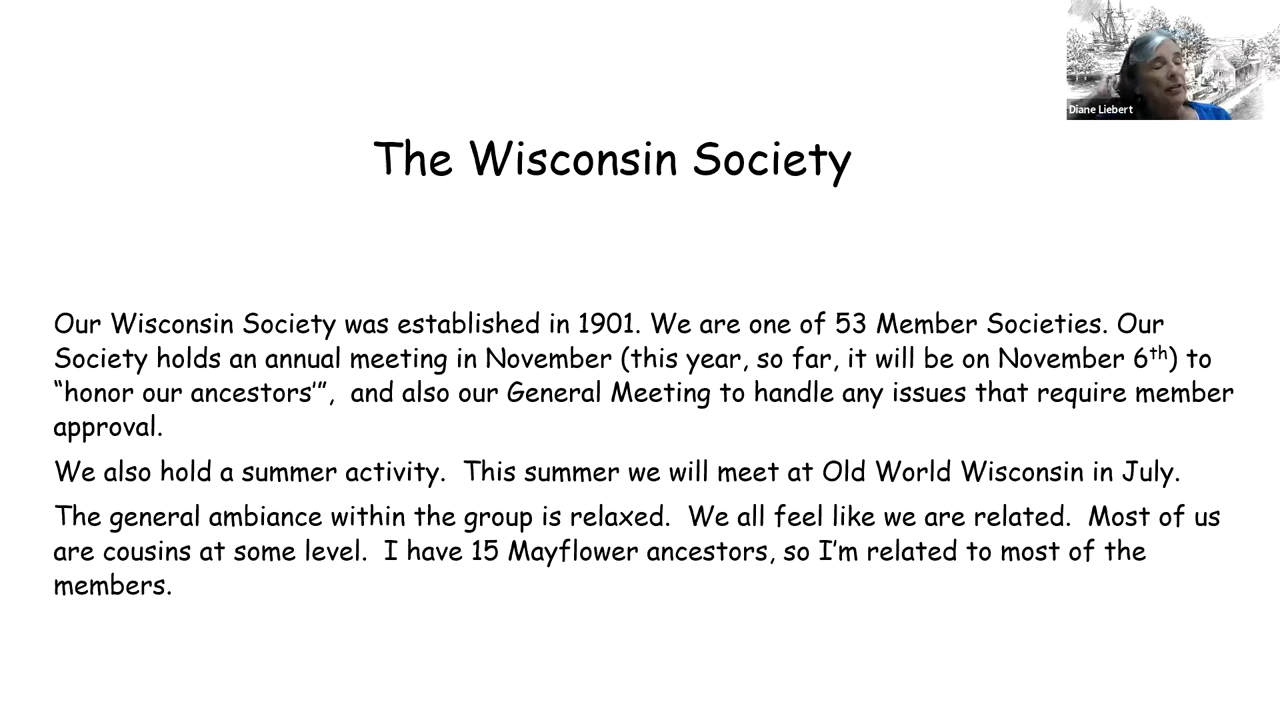 Diane Liebert
The Wisconsin Society
Our Wisconsin Society was established in 1901. We are one of 53 Member Societies. Our
Society holds an annual meeting in November (this year, so far, it will be on November 6th) to
“honor our ancestors’”,  and also our General Meeting to handle any issues that require member
approval.
We also hold a summer activity.  This summer we will meet at Old World Wisconsin in July.
The general ambiance within the group is relaxed.  We all feel like we are related.  Most of us
are cousins at some level.  I have 15 Mayflower ancestors, so I’m related to most of the
members.